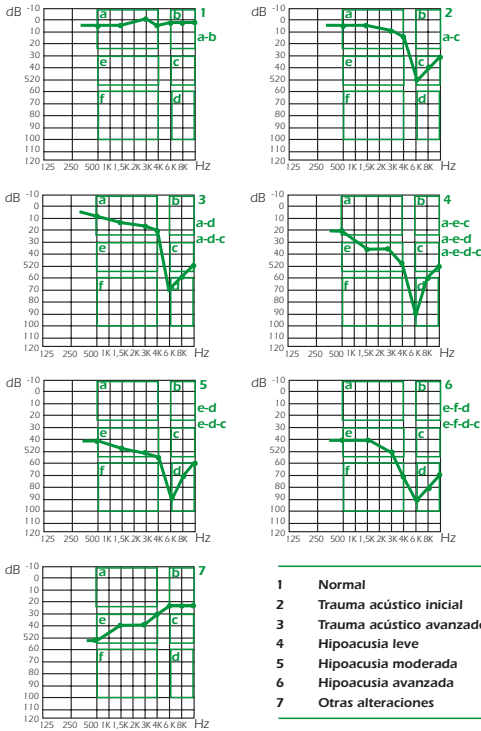 dB -10 a b 1
0
10 a-b
20
30
40 e c
520
60 f d
70
80
90
100
110
120
125 250 500 1K 1,5K 2K 3K 4K 6K 8K Hz
dB -10 a b 2
0
10 a-c
20
30
40 e c
520
60 f d
70
80
90
100
110
120
125 250 500 1K 1,5K 2K 3K 4K 6K 8K Hz
dB -10 a b 3
0
10 a-d
20 a-d-c
30
40 e c
520
60 f d
70
80
90
100
110
120
125 250 500 1K 1,5K 2K 3K 4K 6K 8K Hz
dB -10 a b 4
0
10 a-e-c
20 a-e-d
30 a-e-d-c
40 e c
520
60 f d
70
80
90
100
110
120
125 250 500 1K 1,5K 2K 3K 4K 6K 8K Hz
dB -10 a b 5
0
10 e-d
20 e-d-c
30
40 e c
520
60 f d
70
80
90
100
110
120
125 250 500 1K 1,5K 2K 3K 4K 6K 8K Hz
dB -10 a b 6
0
10 e-f-d
20 e-f-d-c
30
40 e c
520
60 f d
70
80
90
100
110
120
125 250 500 1K 1,5K 2K 3K 4K 6K 8K Hz
dB -10 a b 7
0
10
20
30
40 e c
520
60 f d
70
80
90
100
110
120
125 250 500 1K 1,5K 2K 3K 4K 6K 8K Hz
1 Normal
2 Trauma acústico inicial
3 Trauma acústico avanzado
4 Hipoacusia leve
5 Hipoacusia moderada
6 Hipoacusia avanzada
7 Otras alteraciones